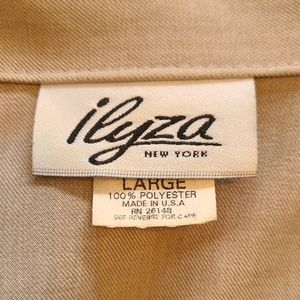 ilyza
NEW YORK
LARGE
100% POLYESTER
MADE IN U.S.A
RN 26148
SEE REVERSE FOR CARE